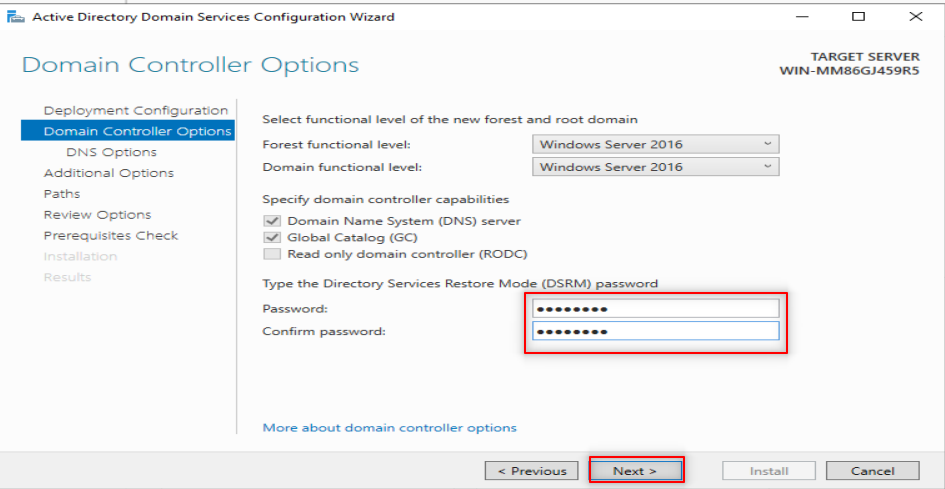 Active Directory Domain Services Configuration Wizard
Domain Controller Options
TARGET SERVER
WIN-MM86GJ459R5
Deployment Configuration
Domain Controller Options
DNS Options
Additional Options
Paths
Review Options
Prerequisites Check
Installation
Results
Select functional level of the new forest and root domain
Forest functional level: Windows Server 2016
Domain functional level: Windows Server 2016
Specify domain controller capabilities
Domain Name System (DNS) server
Global Catalog (GC)
Read only domain controller (RODC)
Type the Directory Services Restore Mode (DSRM) password
Password: ••••••••
Confirm password: ••••••••
More about domain controller options
< Previous Next > Install Cancel